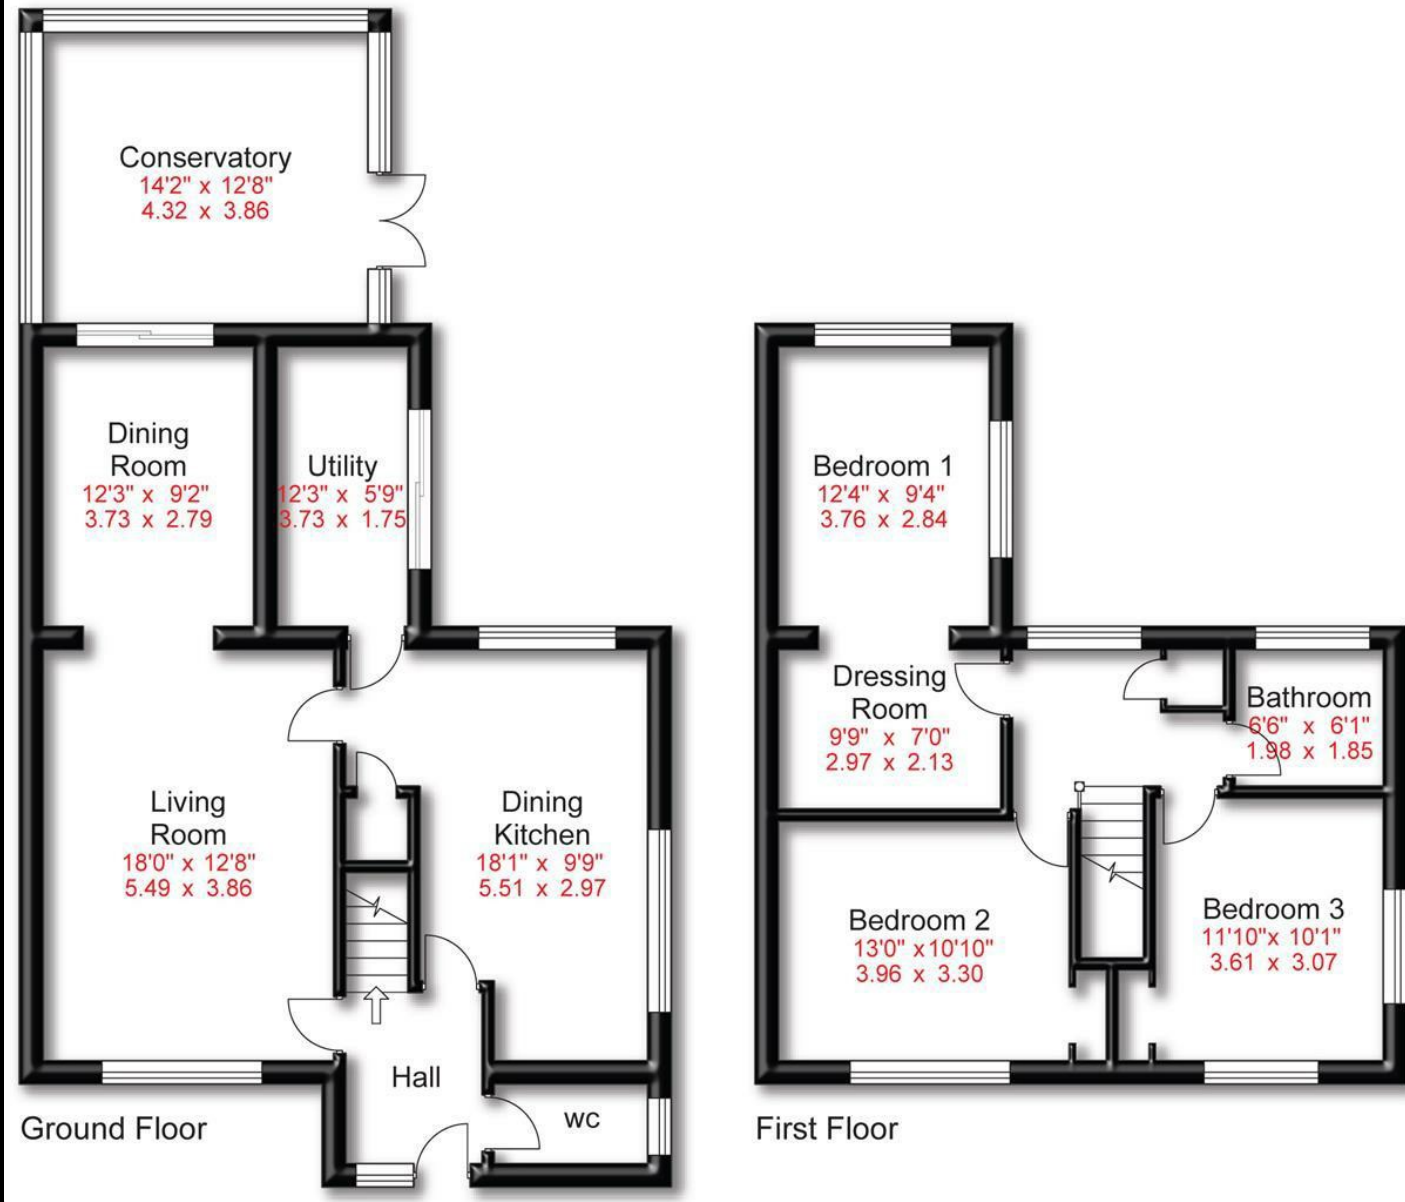 Conservatory
14'2" x 12'8"
4.32 x 3.86
Dining
Room
12'3" x 9'2"
3.73 x 2.79
Utility
12'3" x 5'9"
3.73 x 1.75
Living
Room
18'0" x 12'8"
5.49 x 3.86
Dining
Kitchen
18'1" x 9'9"
5.51 x 2.97
Hall
wc
Ground Floor
Bedroom 1
12'4" x 9'4"
3.76 x 2.84
Dressing
Room
9'9" x 7'0"
2.97 x 2.13
Bathroom
6'6" x 6'1"
1.98 x 1.85
Bedroom 2
13'0" x10'10"
3.96 x 3.30
Bedroom 3
11'10"x 10'1"
3.61 x 3.07
First Floor